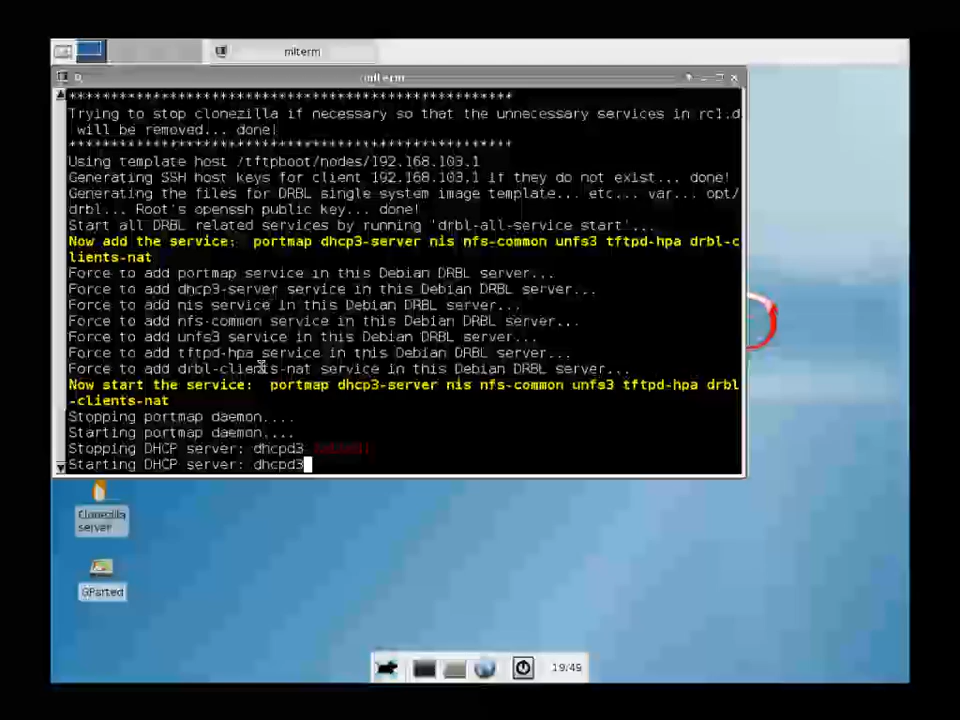 mlterm
mlterm
**********************************************************
Trying to stop clonezilla if necessary so that the unnecessary services in rc1.d
will be removed... done!
**********************************************************
Using template host /tftpboot/nodes/192.168.103.1
Generating SSH host keys for client 192.168.103.1 if they do not exist... done!
Generating the files for DRBL single system image template... etc... var... opt/
drbl... Root's openssh public key... done!
Start all DRBL related services by running 'drbl-all-service start'...
Now add the service:  portmap dhcp3-server nis nfs-common unfs3 tftpd-hpa drbl-c
lients-nat
Force to add portmap service in this Debian DRBL server...
Force to add dhcp3-server service in this Debian DRBL server...
Force to add nis service in this Debian DRBL server...
Force to add nfs-common service in this Debian DRBL server...
Force to add unfs3 service in this Debian DRBL server...
Force to add tftpd-hpa service in this Debian DRBL server...
Force to add drbl-clients-nat service in this Debian DRBL server...
Now start the service:  portmap dhcp3-server nis nfs-common unfs3 tftpd-hpa drbl
-clients-nat
Stopping portmap daemon....
Starting portmap daemon....
Stopping DHCP server: dhcpd3
Starting DHCP server: dhcpd3
Clonezilla
server
GParted
19:49